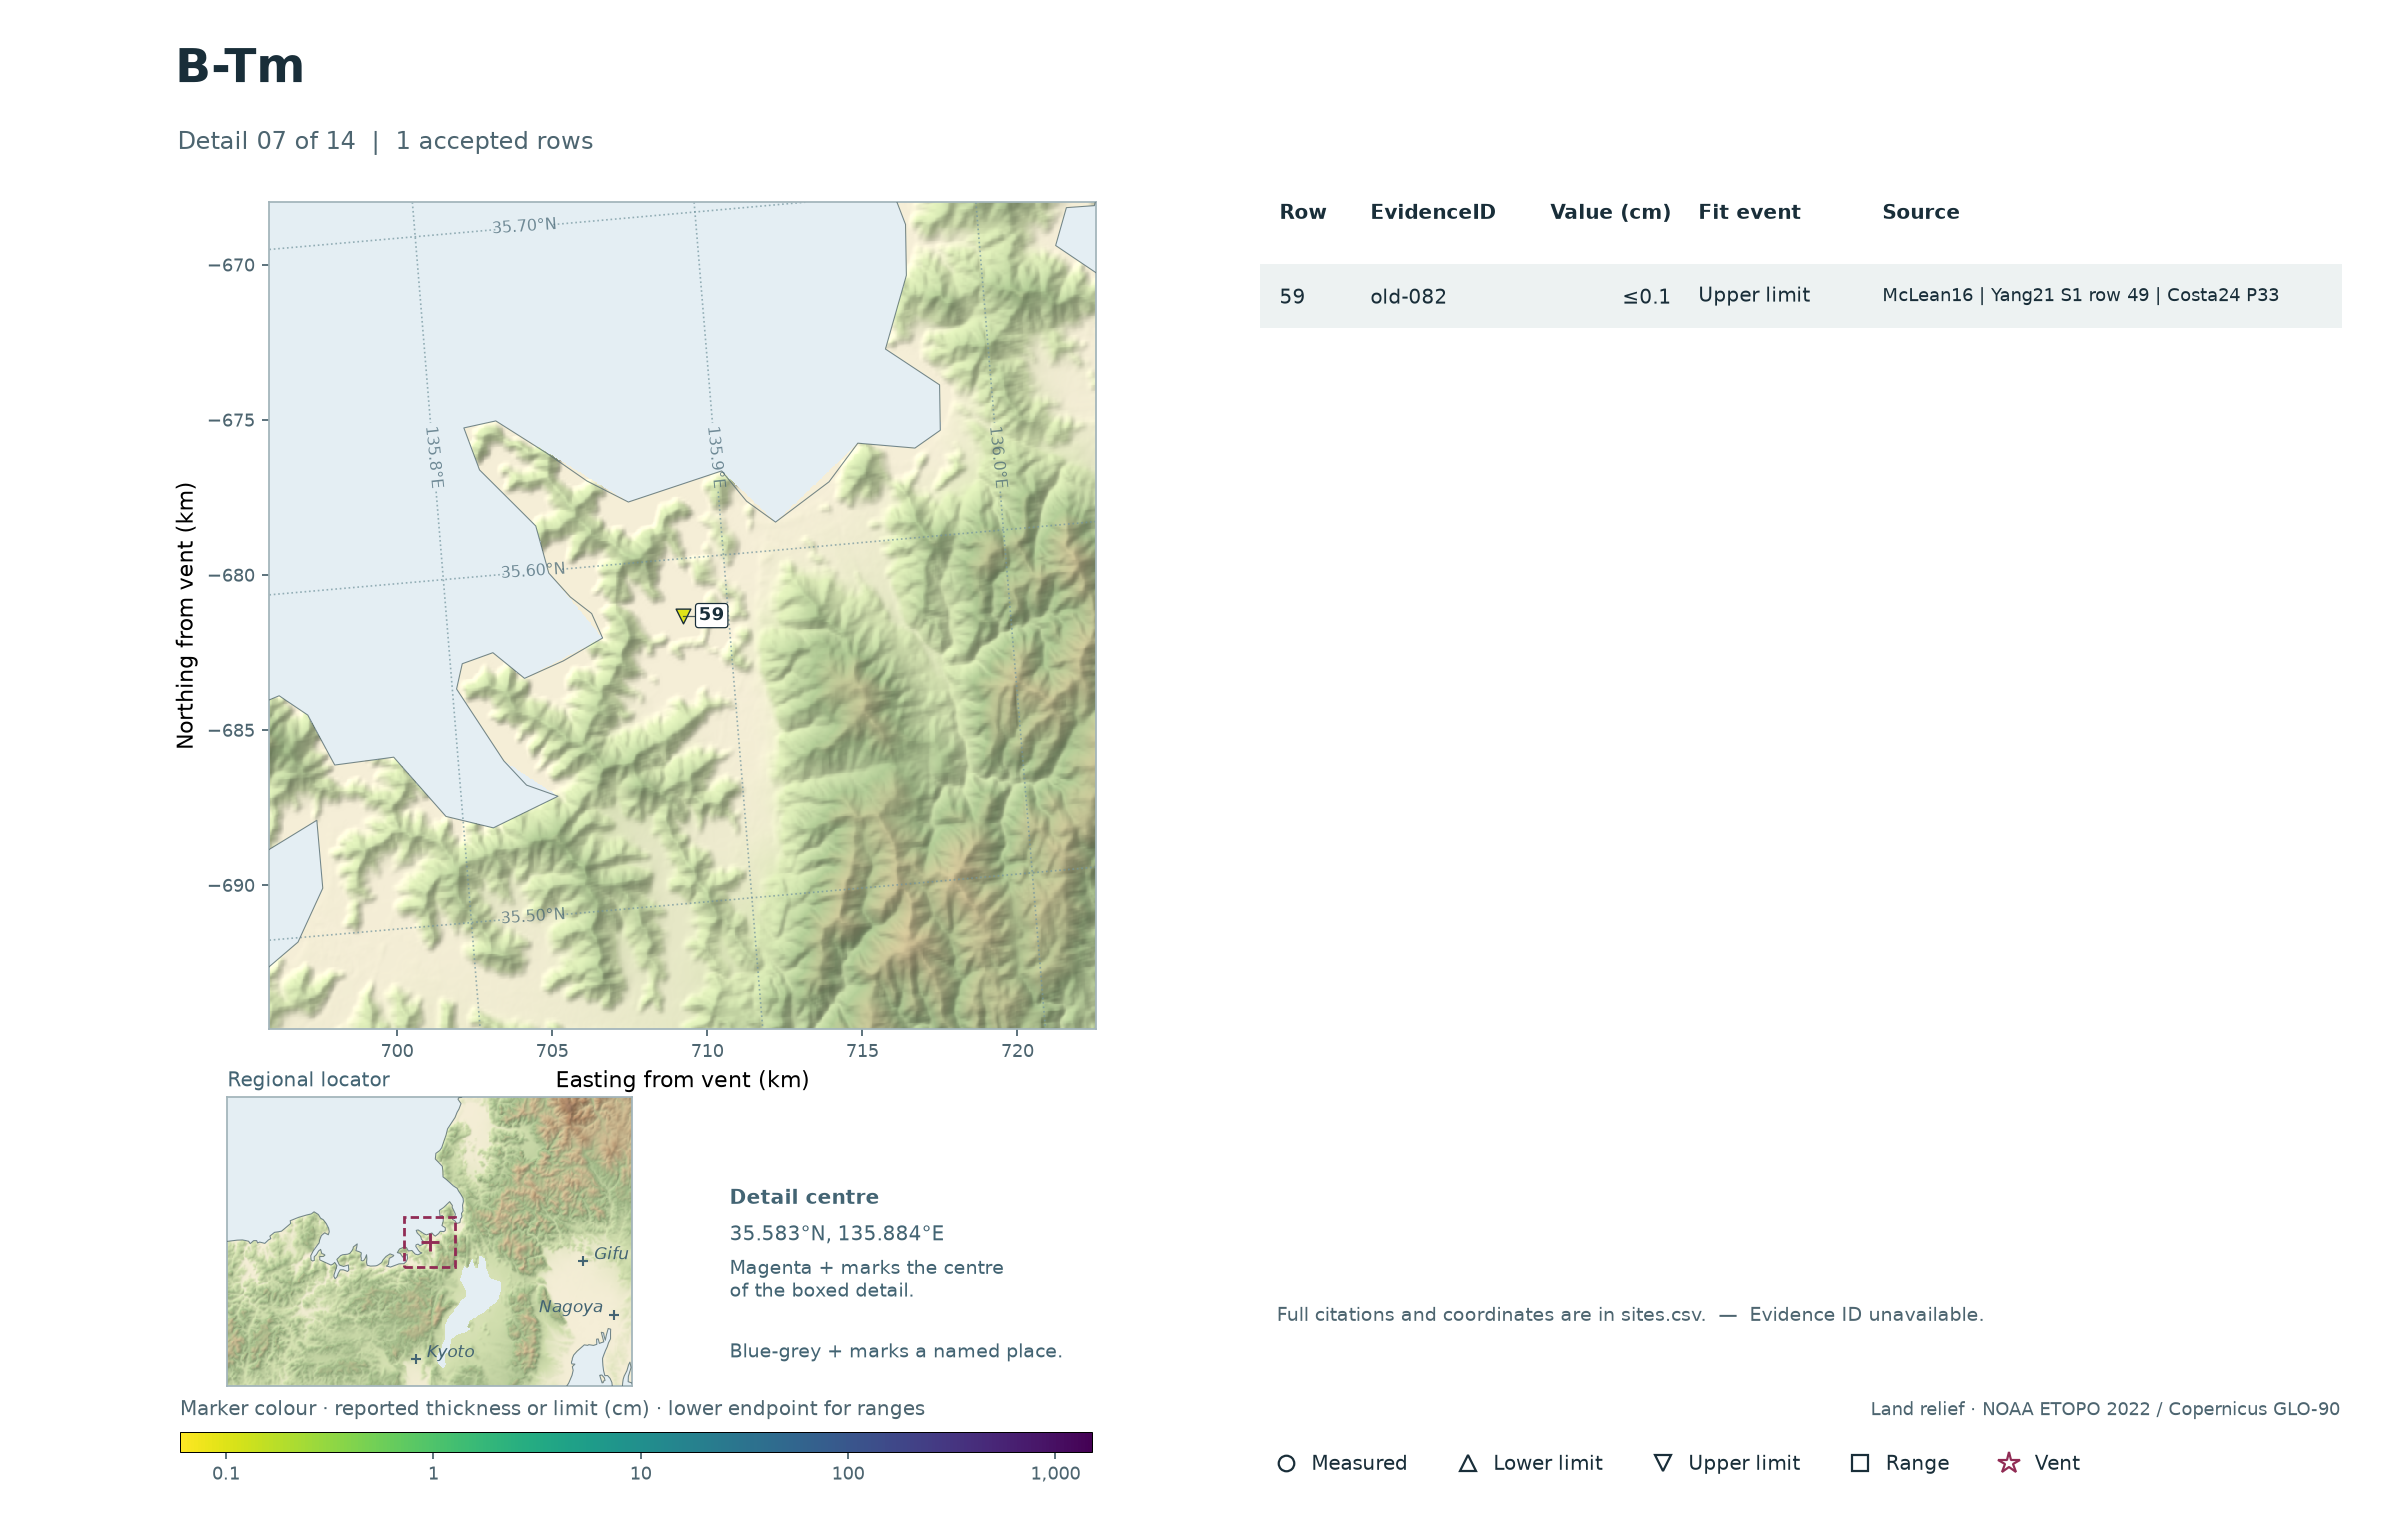 B-Tm
Detail 07 of 14 | 1 accepted rows
Row EvidenceID Value (cm) Fit event Source
59 old-082 ≤0.1 Upper limit McLean16 | Yang21 S1 row 49 | Costa24 P33
Northing from vent (km)
−670
−675
−680
−685
−690
35.70°N
135.8°E
135.9°E
136.0°E
35.60°N
59
35.50°N
700 705 710 715 720
Easting from vent (km)
Regional locator
Gifu
Nagoya
Kyoto
Detail centre
35.583°N, 135.884°E
Magenta + marks the centre
of the boxed detail.
Blue-grey + marks a named place.
Full citations and coordinates are in sites.csv. — Evidence ID unavailable.
Marker colour · reported thickness or limit (cm) · lower endpoint for ranges
0.1 1 10 100 1,000
Land relief · NOAA ETOPO 2022 / Copernicus GLO-90
Measured Lower limit Upper limit Range Vent